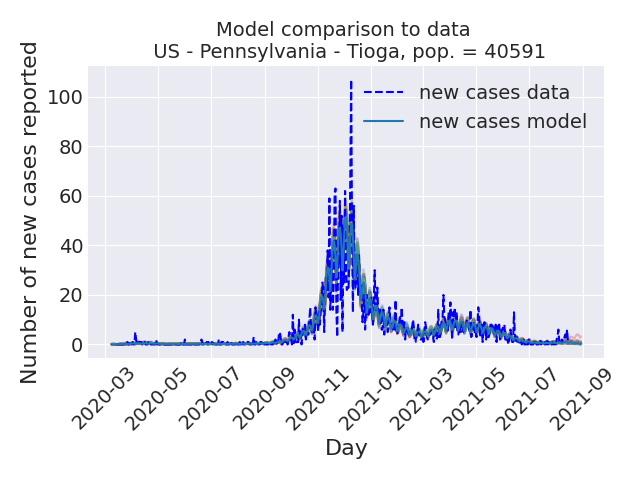 Model comparison to data
US - Pennsylvania - Tioga, pop. = 40591
Number of new cases reported
100
80
60
40
20
0
new cases data
new cases model
2020-03
2020-05
2020-07
2020-09
2020-11
2021-01
2021-03
2021-05
2021-07
2021-09
Day